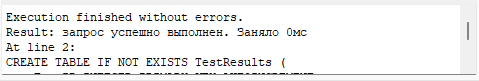 Execution finished without errors.
Result: запрос успешно выполнен. Заняло 0мс
At line 2:
CREATE TABLE IF NOT EXISTS TestResults (